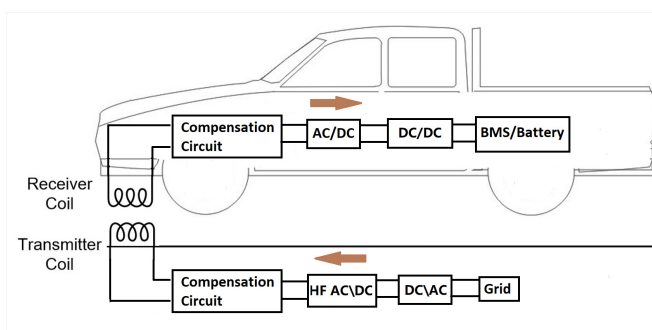 Compensation
Circuit
AC/DC
DC/DC
BMS/Battery
Receiver
Coil
Transmitter
Coil
Compensation
Circuit
HF AC\DC
DC\AC
Grid